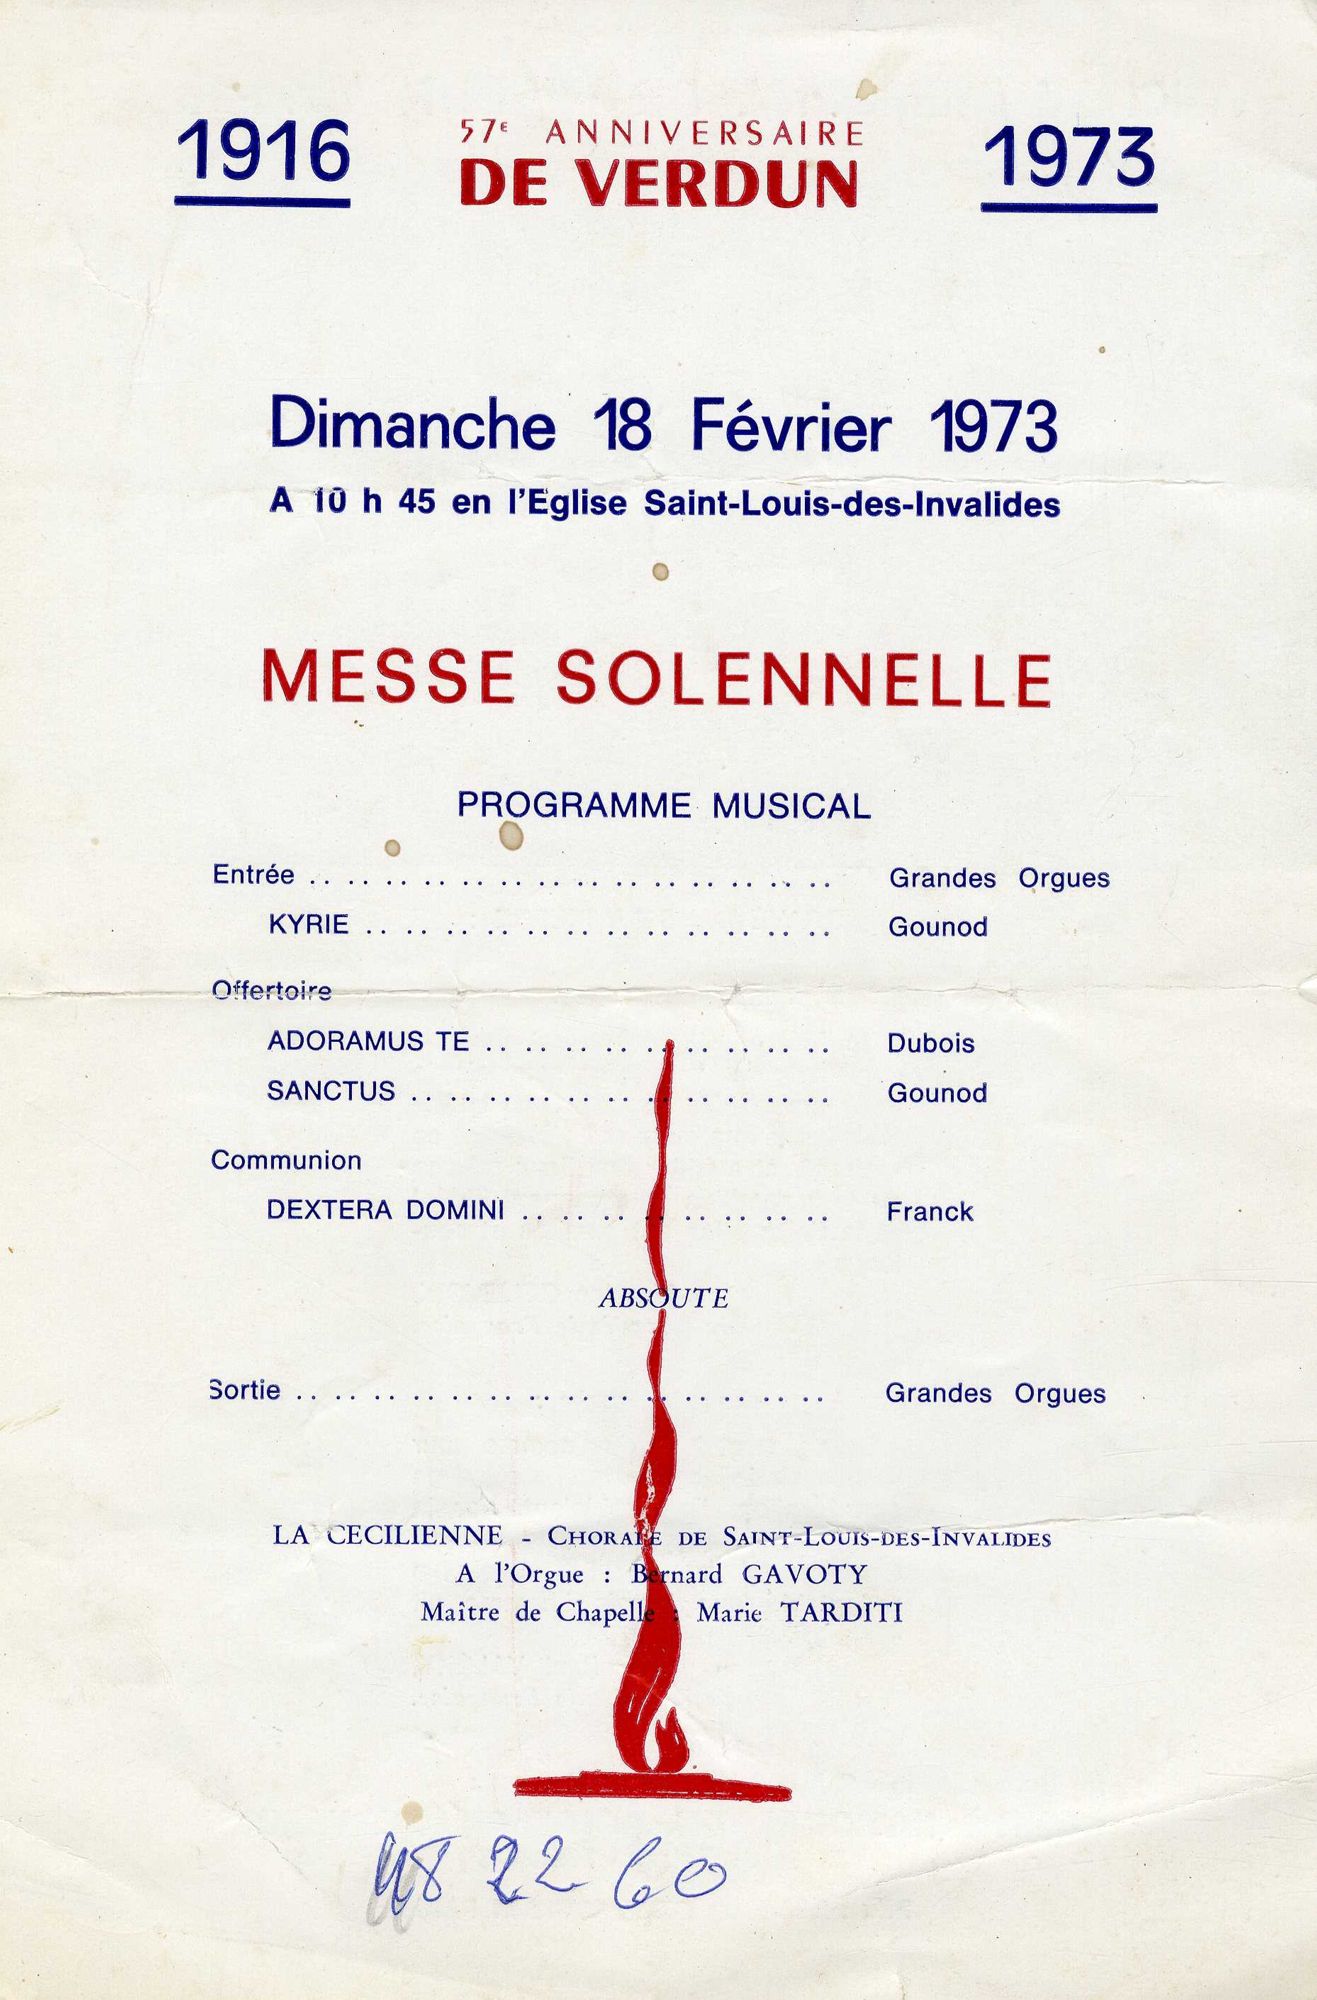 1916
57e ANNIVERSAIRE
DE VERDUN
1973
Dimanche 18 Février 1973
A 10 h 45 en l'Eglise Saint-Louis-des-Invalides
MESSE SOLENNELLE
PROGRAMME MUSICAL
Entrée .. .. .. .. .. .. .. .. .. .. .. .. .. .. Grandes Orgues
KYRIE .. .. .. .. .. .. .. .. .. .. .. .. Gounod
Offertoire
ADORAMUS TE .. .. .. .. .. .. .. .. .. Dubois
SANCTUS .. .. .. .. .. .. .. .. .. .. .. Gounod
Communion
DEXTERA DOMINI .. .. .. .. .. .. .. .. Franck
ABSOUTE
Sortie .. .. .. .. .. .. .. .. .. .. .. .. .. .. Grandes Orgues
LA CECILIENNE - CHORALE DE SAINT-LOUIS-DES-INVALIDES
A l'Orgue : Bernard GAVOTY
Maître de Chapelle : Marie TARDITI
48 22 60